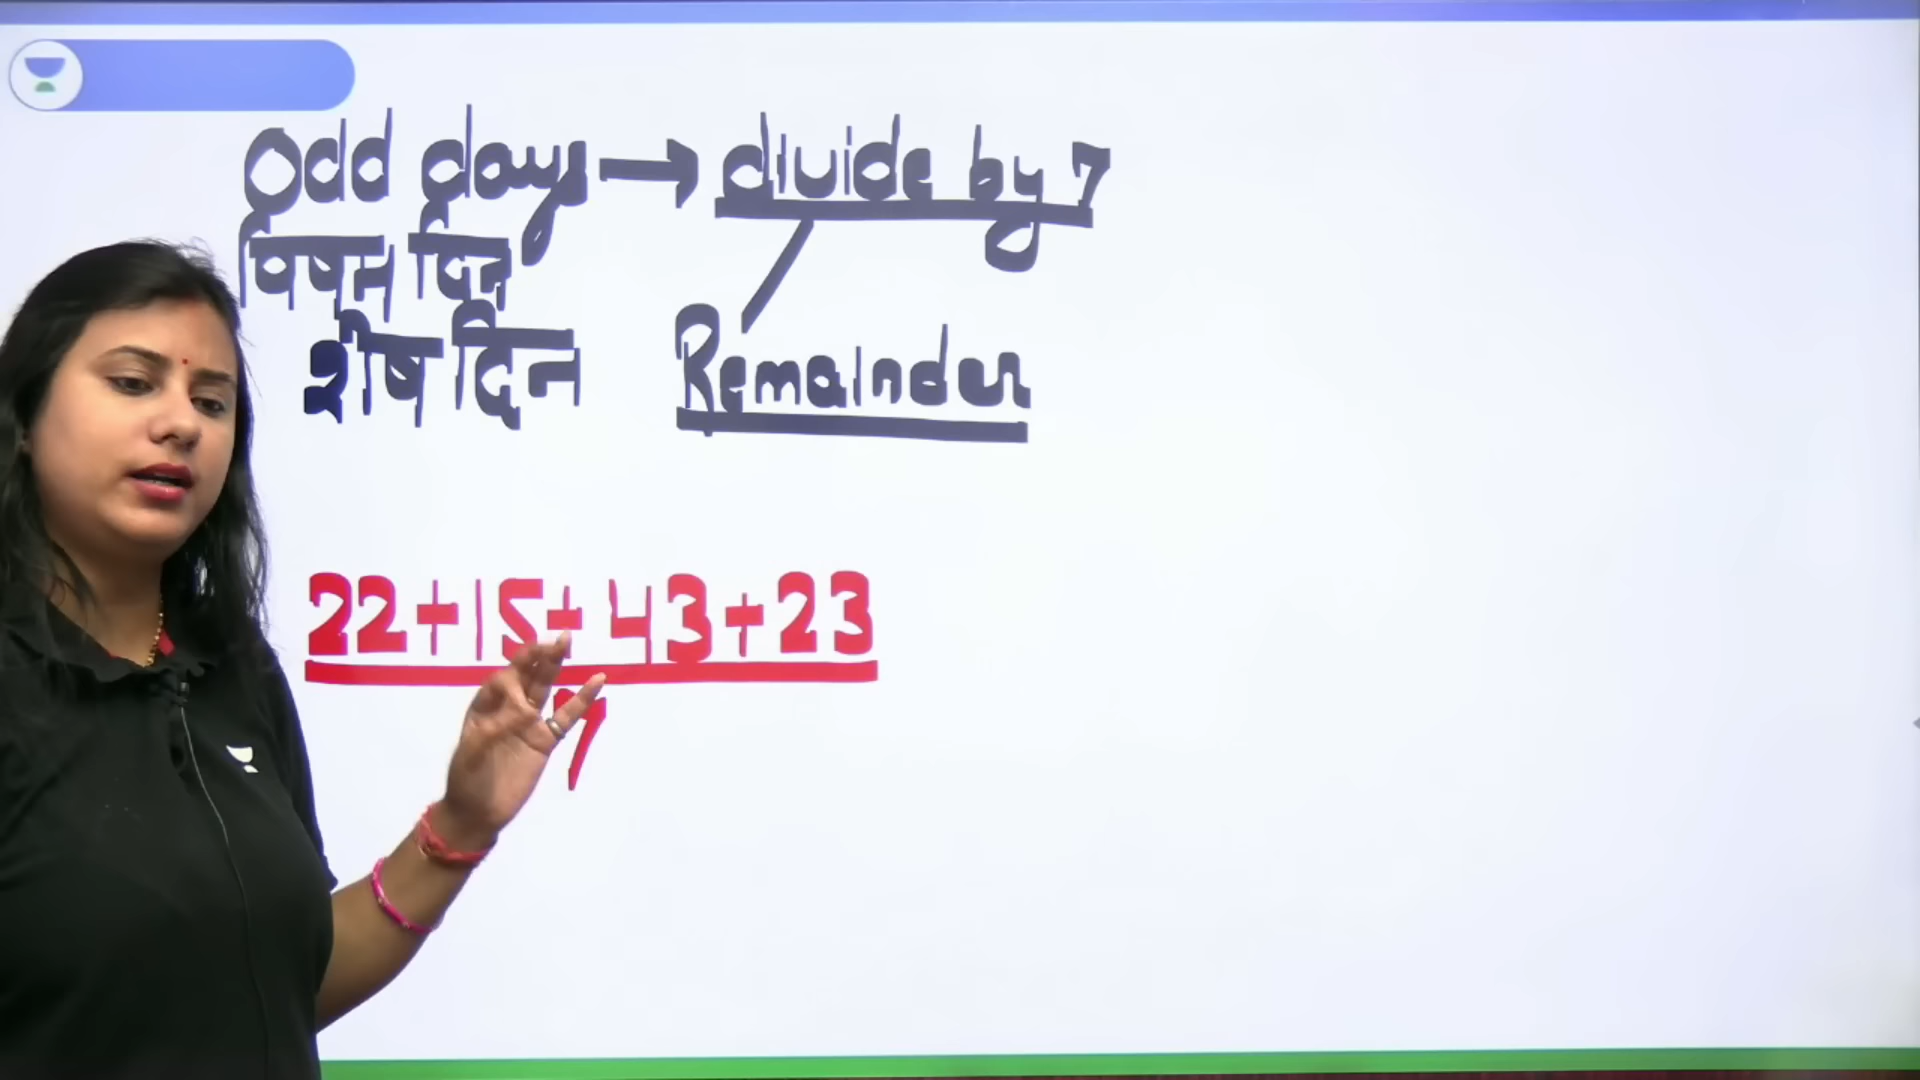 Odd days → divide by 7
विषम दिन
शेष दिन
Remainder
22+15+43+23
7